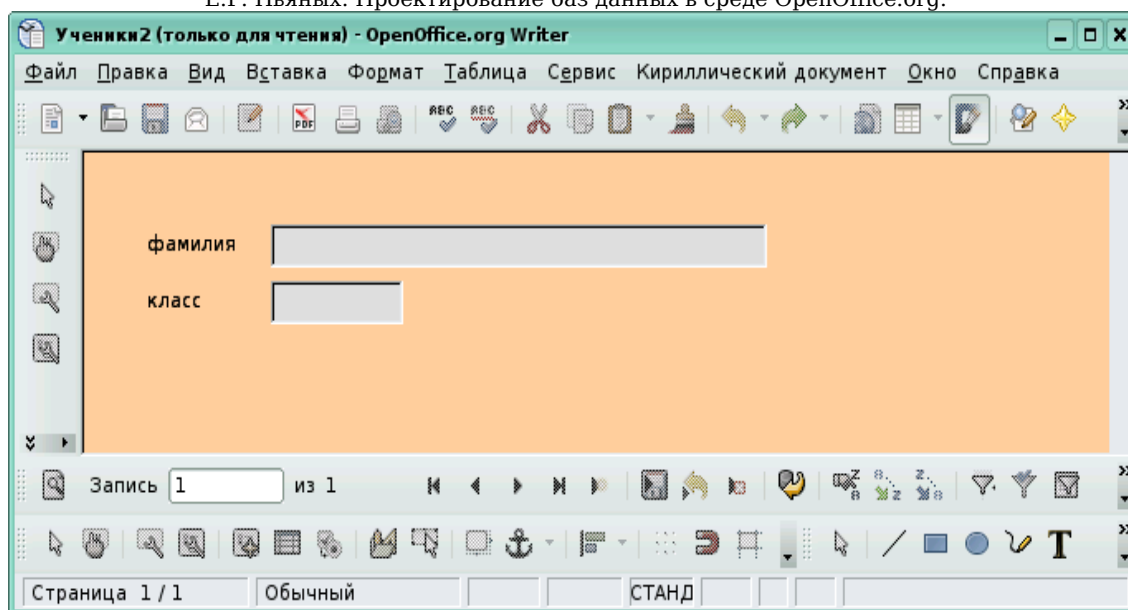 Е.Г. Пьяных. Проектирование баз данных в среде OpenOffice.org.
Ученики2 (только для чтения) - OpenOffice.org Writer
Файл Правка Вид Вставка Формат Таблица Сервис Кириллический документ Окно Справка
фамилия
класс
Запись 1 из 1
Страница 1 / 1 Обычный СТАНД